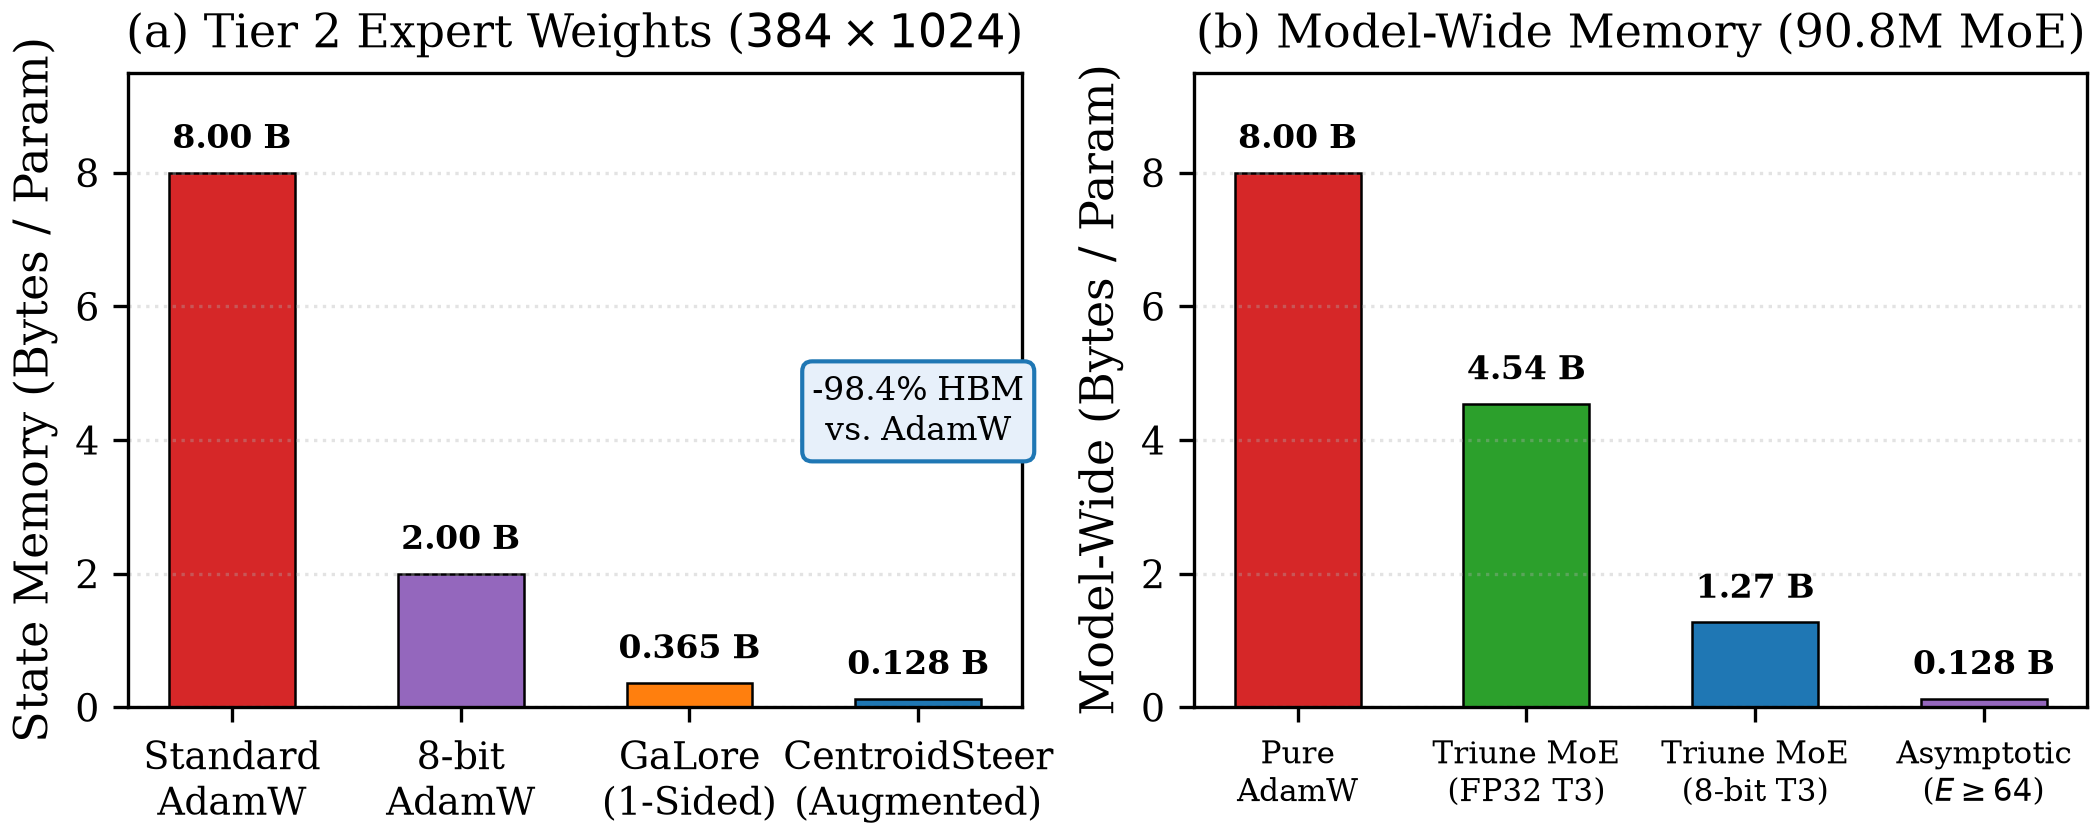 (a) Tier 2 Expert Weights (384 × 1024)
State Memory (Bytes / Param)
8
6
4
2
0
8.00 B
2.00 B
0.365 B
0.128 B
-98.4% HBM
vs. AdamW
Standard
AdamW
8-bit
AdamW
GaLore
(1-Sided)
CentroidSteer
(Augmented)
(b) Model-Wide Memory (90.8M MoE)
Model-Wide (Bytes / Param)
8
6
4
2
0
8.00 B
4.54 B
1.27 B
0.128 B
Pure
AdamW
Triune MoE
(FP32 T3)
Triune MoE
(8-bit T3)
Asymptotic
(E ≥ 64)